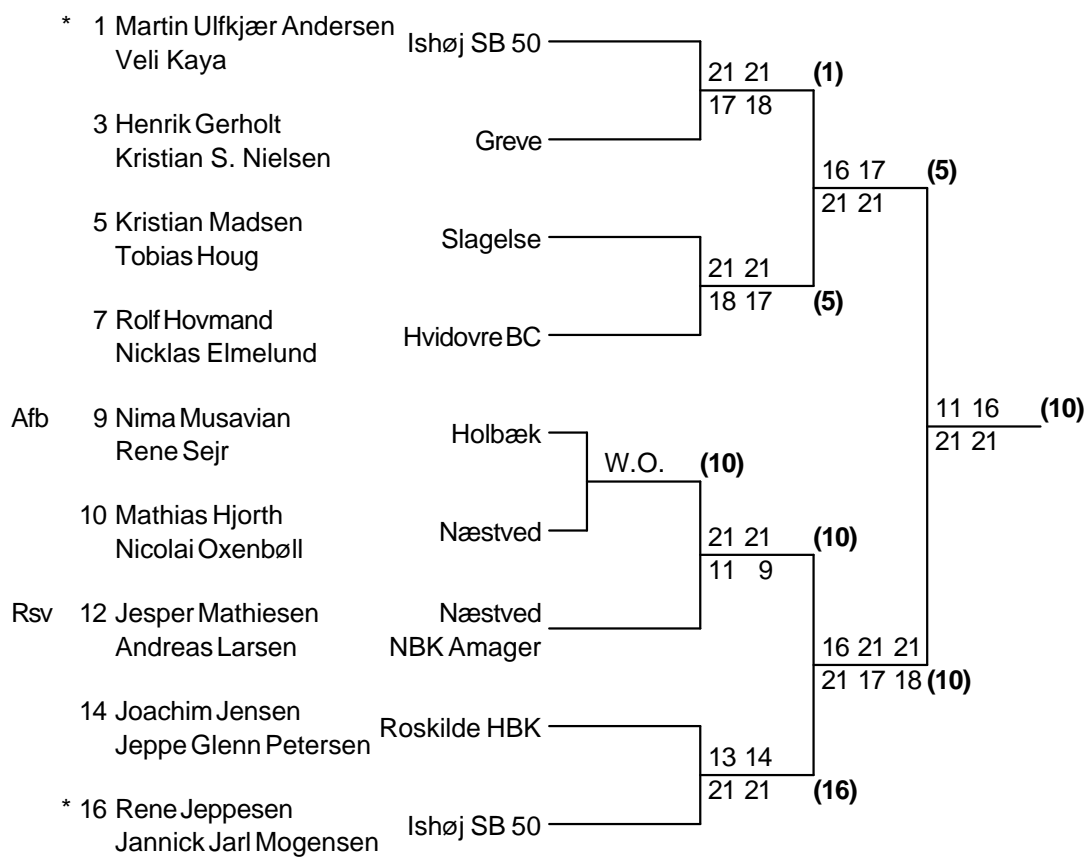 * 1 Martin Ulfkjær Andersen Ishøj SB 50
Veli Kaya
21 21 (1)
17 18
3 Henrik Gerholt Greve
Kristian S. Nielsen
16 17 (5)
21 21
5 Kristian Madsen Slagelse
Tobias Houg
21 21
18 17 (5)
7 Rolf Hovmand Hvidovre BC
Nicklas Elmelund
11 16 (10)
21 21
Afb 9 Nima Musavian Holbæk
Rene Sejr
W.O. (10)
10 Mathias Hjorth Næstved
Nicolai Oxenbøll
21 21 (10)
11 9
Rsv 12 Jesper Mathiesen Næstved
Andreas Larsen NBK Amager
16 21 21
21 17 18 (10)
14 Joachim Jensen Roskilde HBK
Jeppe Glenn Petersen
13 14
21 21 (16)
* 16 Rene Jeppesen Ishøj SB 50
Jannick Jarl Mogensen